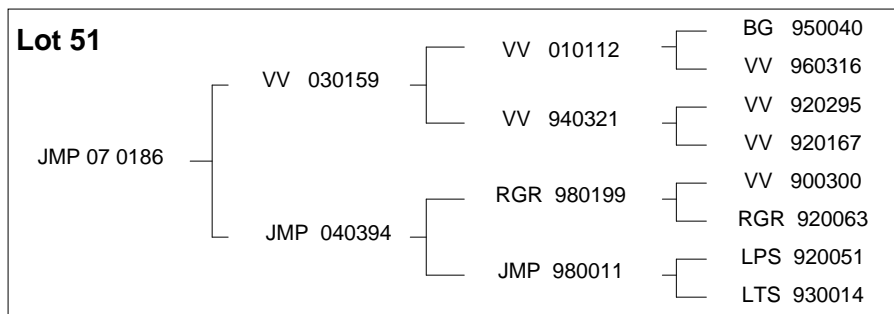 Lot 51
BG 950040
VV 010112
VV 960316
VV 030159
VV 920295
VV 940321
VV 920167
JMP 07 0186
VV 900300
RGR 980199
RGR 920063
JMP 040394
LPS 920051
JMP 980011
LTS 930014